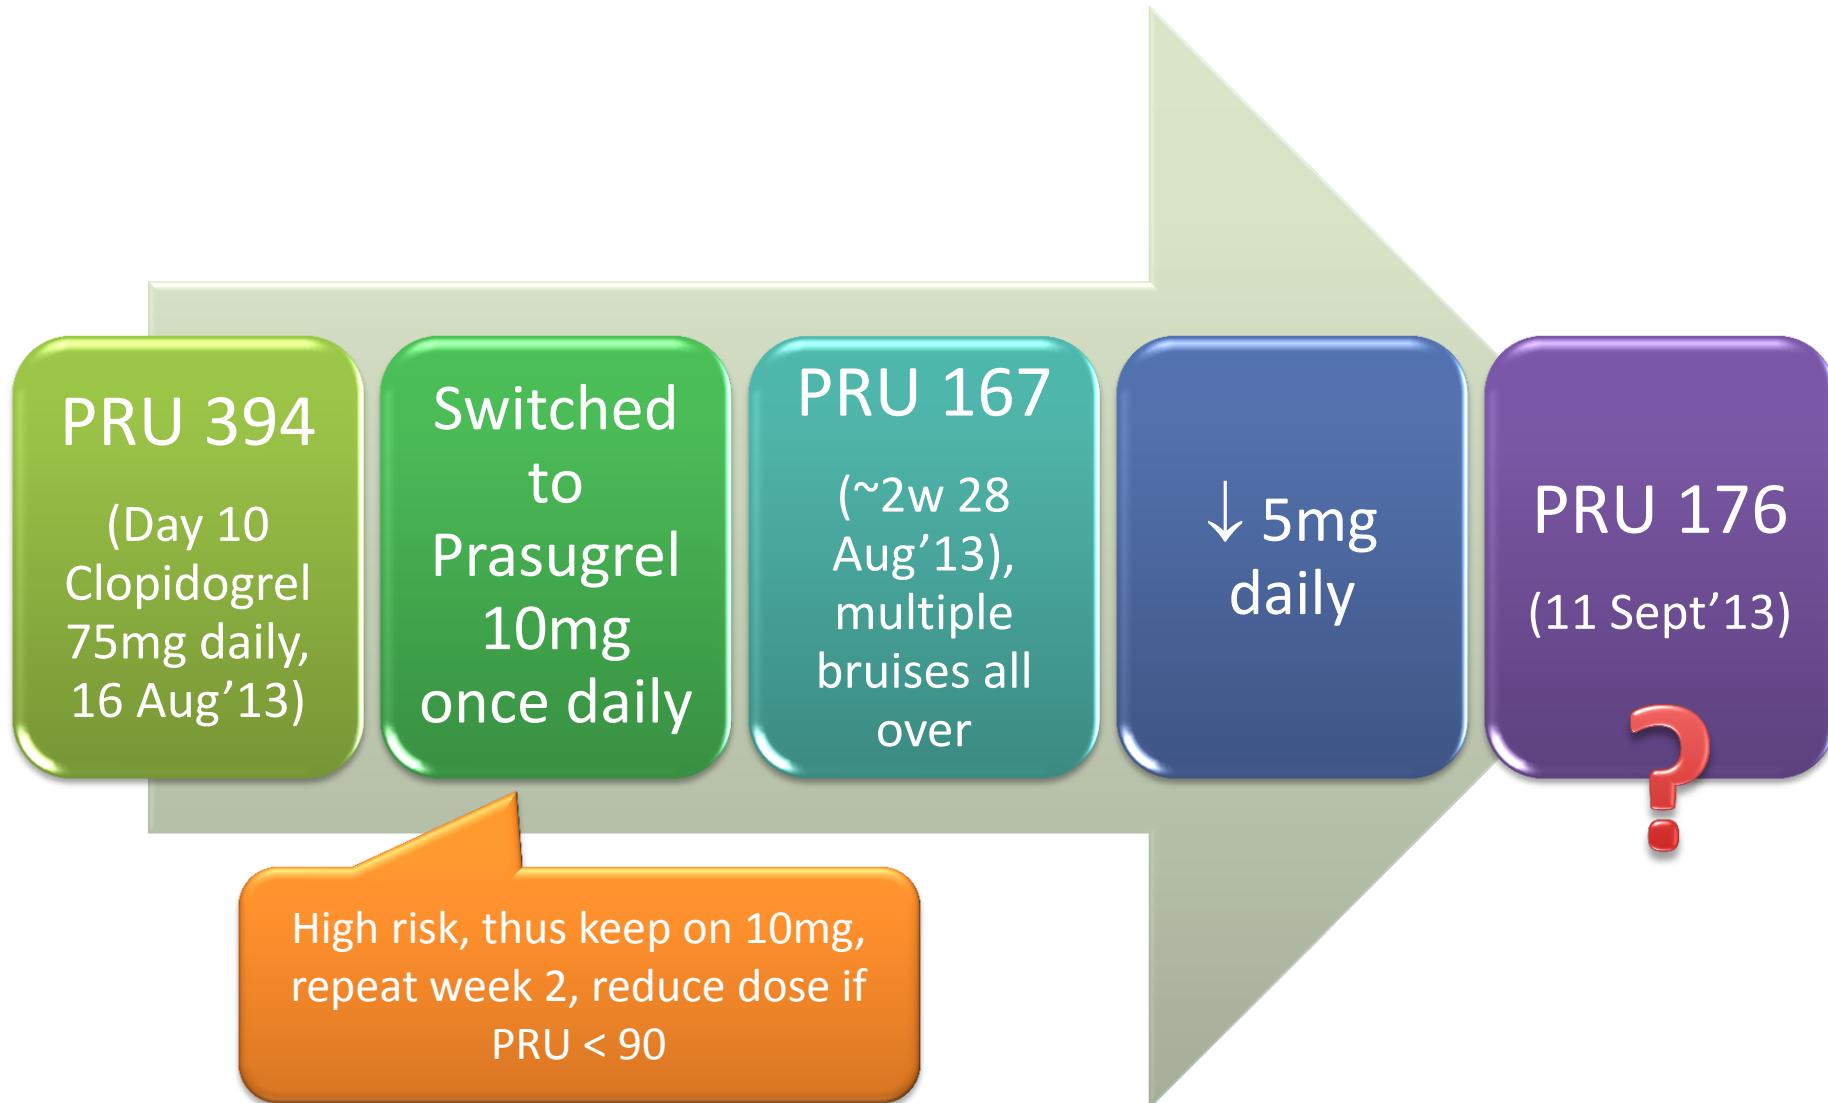 PRU 394
(Day 10
Clopidogrel
75mg daily,
16 Aug’13)
Switched
to
Prasugrel
10mg
once daily
PRU 167
(~2w 28
Aug’13),
multiple
bruises all
over
↓ 5mg
daily
PRU 176
(11 Sept’13)
?
High risk, thus keep on 10mg,
repeat week 2, reduce dose if
PRU < 90